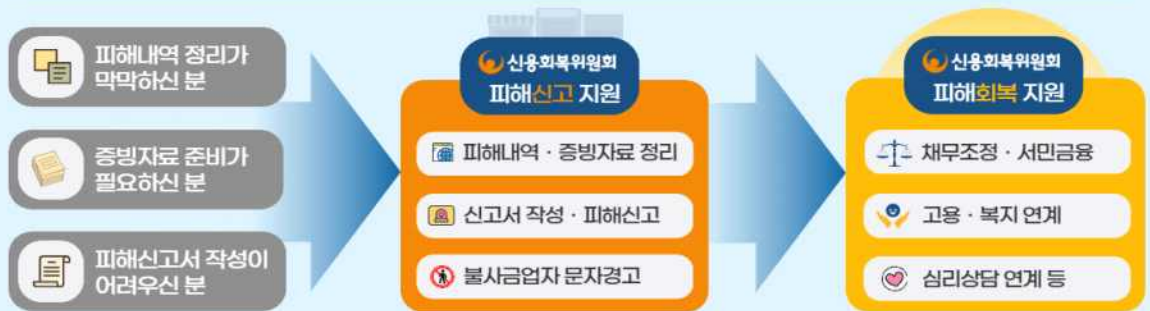 피해내역 정리가
막막하신 분
증빙자료 준비가
필요하신 분
피해신고서 작성이
어려우신 분
신용회복위원회
피해신고 지원
피해내역 · 증빙자료 정리
신고서 작성 · 피해신고
불사금업자 문자경고
신용회복위원회
피해회복 지원
채무조정 · 서민금융
고용 · 복지 연계
심리상담 연계 등